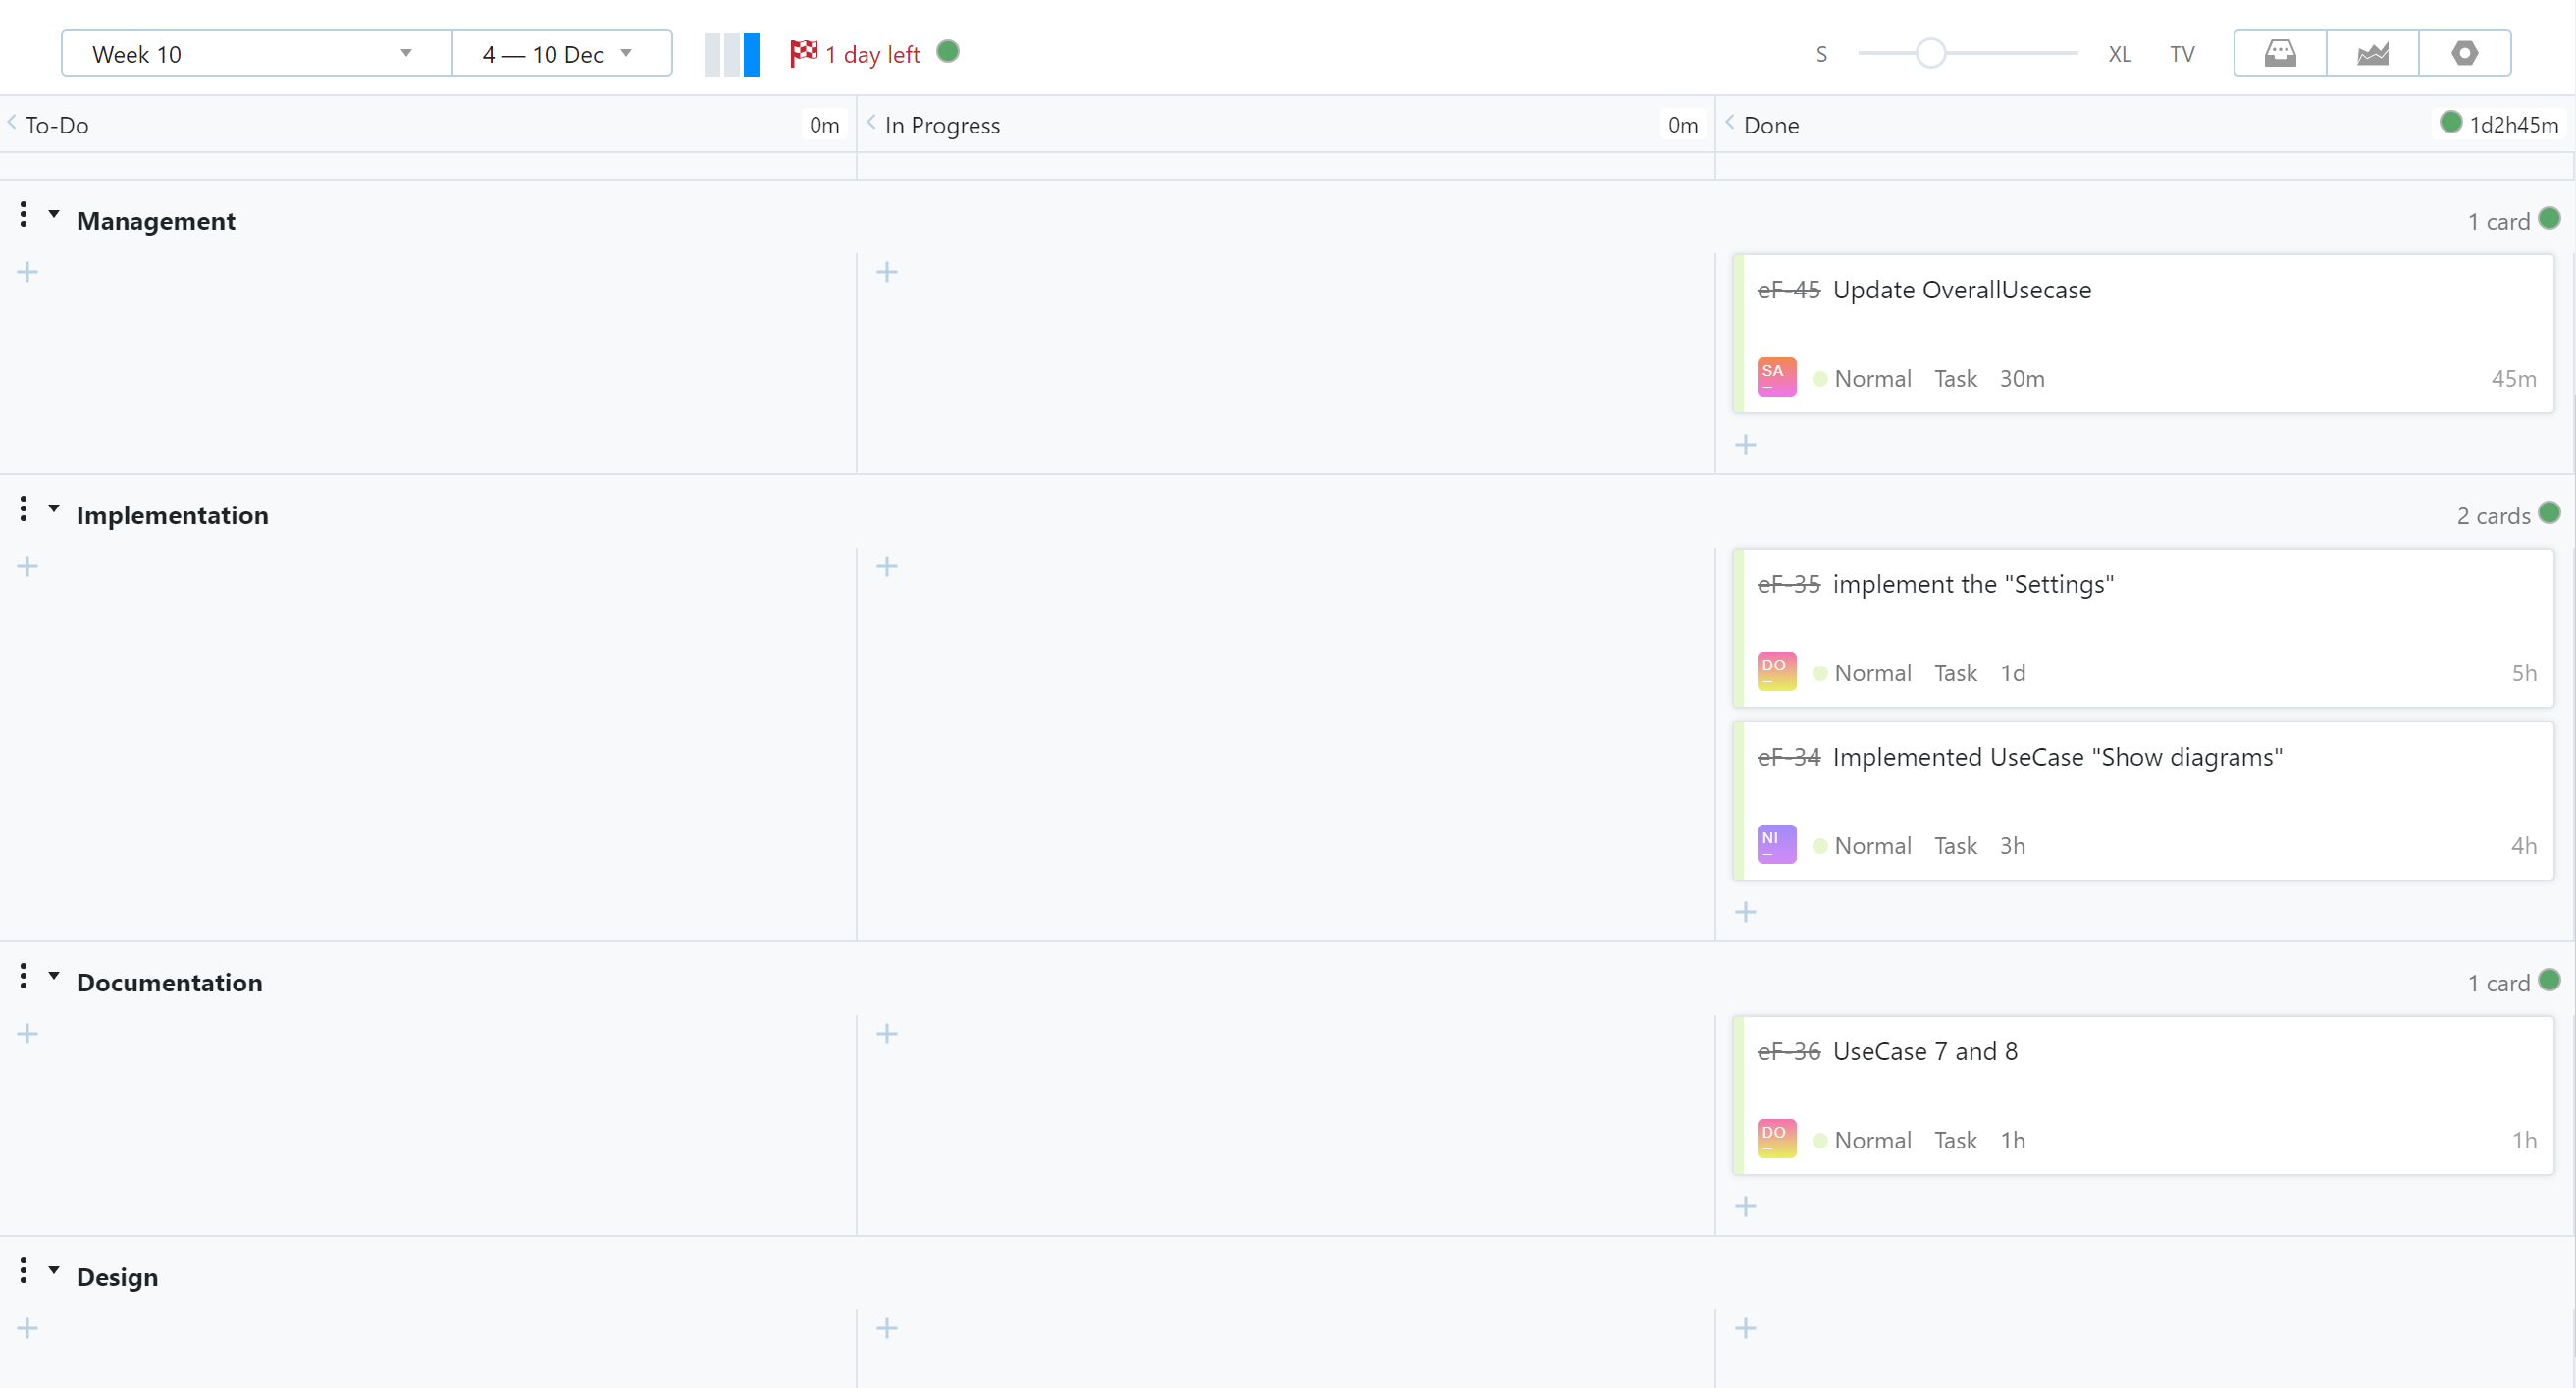 Week 10 4 — 10 Dec 1 day left S XL TV
To-Do 0m In Progress 0m Done 1d2h45m
Management 1 card
eF-45 Update OverallUsecase
SA Normal Task 30m 45m
Implementation 2 cards
eF-35 implement the "Settings"
DO Normal Task 1d 5h
eF-34 Implemented UseCase "Show diagrams"
NI Normal Task 3h 4h
Documentation 1 card
eF-36 UseCase 7 and 8
DO Normal Task 1h 1h
Design